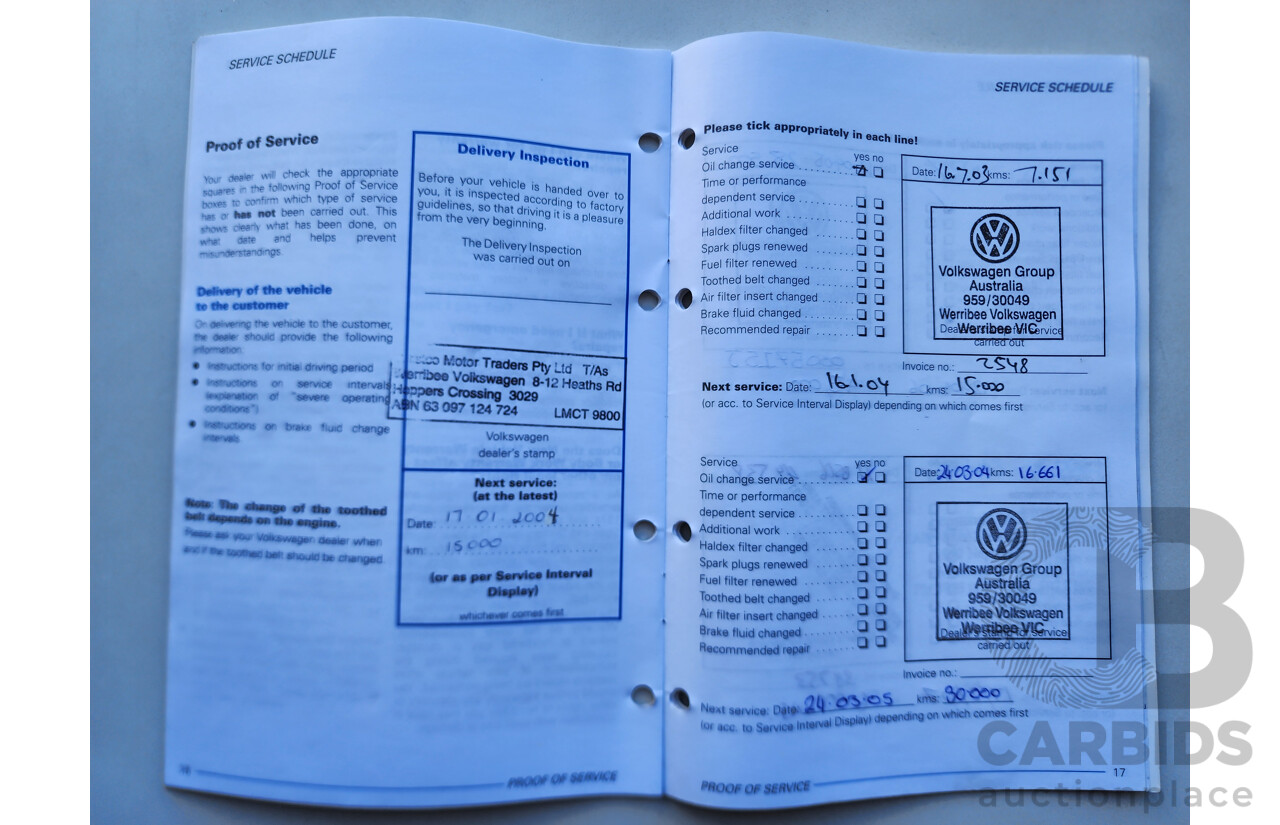 SERVICE SCHEDULE
Proof of Service
Your dealer will check the appropriate
squares in the following Proof of Service
boxes to confirm which type of service
has or has not been carried out. This
shows clearly what has been done, on
what date and helps prevent
misunderstandings.
Delivery of the vehicle
to the customer
On delivering the vehicle to the customer,
the dealer should provide the following
information:
● Instructions for initial driving period
● Instructions on service intervals
(explanation of "severe operating
conditions")
● Instructions on brake fluid change
intervals.
Note: The change of the toothed
belt depends on the engine.
Please ask your Volkswagen dealer when
and if the toothed belt should be changed.
Delivery Inspection
Before your vehicle is handed over to
you, it is inspected according to factory
guidelines, so that driving it is a pleasure
from the very beginning.
The Delivery Inspection
was carried out on
Motor Traders Pty Ltd T/As
Werribee Volkswagen 8-12 Heaths Rd
Hoppers Crossing 3029
ABN 63 097 124 724 LMCT 9800
Volkswagen
dealer's stamp
Next service:
(at the latest)
Date: 17 01 2004
km: 15000
(or as per Service Interval
Display)
whichever comes first
16 PROOF OF SERVICE
SERVICE SCHEDULE
Please tick appropriately in each line!
Service yes no
Oil change service
Time or performance
dependent service
Additional work
Haldex filter changed
Spark plugs renewed
Fuel filter renewed
Toothed belt changed
Air filter insert changed
Brake fluid changed
Recommended repair
Date: 16.7.03 kms: 7.151
Volkswagen Group
Australia
959/30049
Werribee Volkswagen
Werribee VIC
Dealer's stamp for service
carried out
Invoice no.: 2548
Next service: Date: 16.1.04 kms: 15.000
(or acc. to Service Interval Display) depending on which comes first
Service yes no
Oil change service
Time or performance
dependent service
Additional work
Haldex filter changed
Spark plugs renewed
Fuel filter renewed
Toothed belt changed
Air filter insert changed
Brake fluid changed
Recommended repair
Date: 24.03.04 kms: 16.661
Volkswagen Group
Australia
959/30049
Werribee Volkswagen
Werribee VIC
Dealer's stamp for service
carried out
Invoice no.:
Next service: Date: 24.03.05 kms: 30.000
(or acc. to Service Interval Display) depending on which comes first
PROOF OF SERVICE 17
CARBIDS
auctionplace